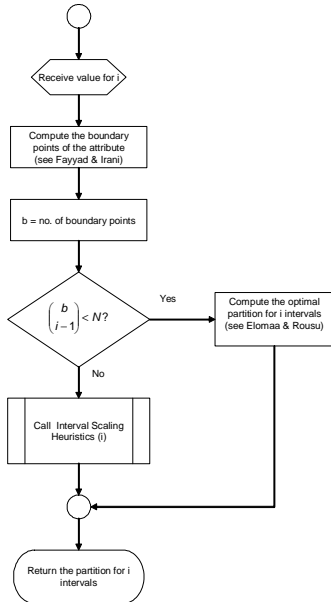 Receive value for i
Compute the boundary
points of the attribute
(see Fayyad & Irani)
b = no. of boundary points
(b
i−1) < N?
Yes
Compute the optimal
partition for i intervals
(see Elomaa & Rousu)
No
Call Interval Scaling
Heuristics (i)
Return the partition for i
intervals